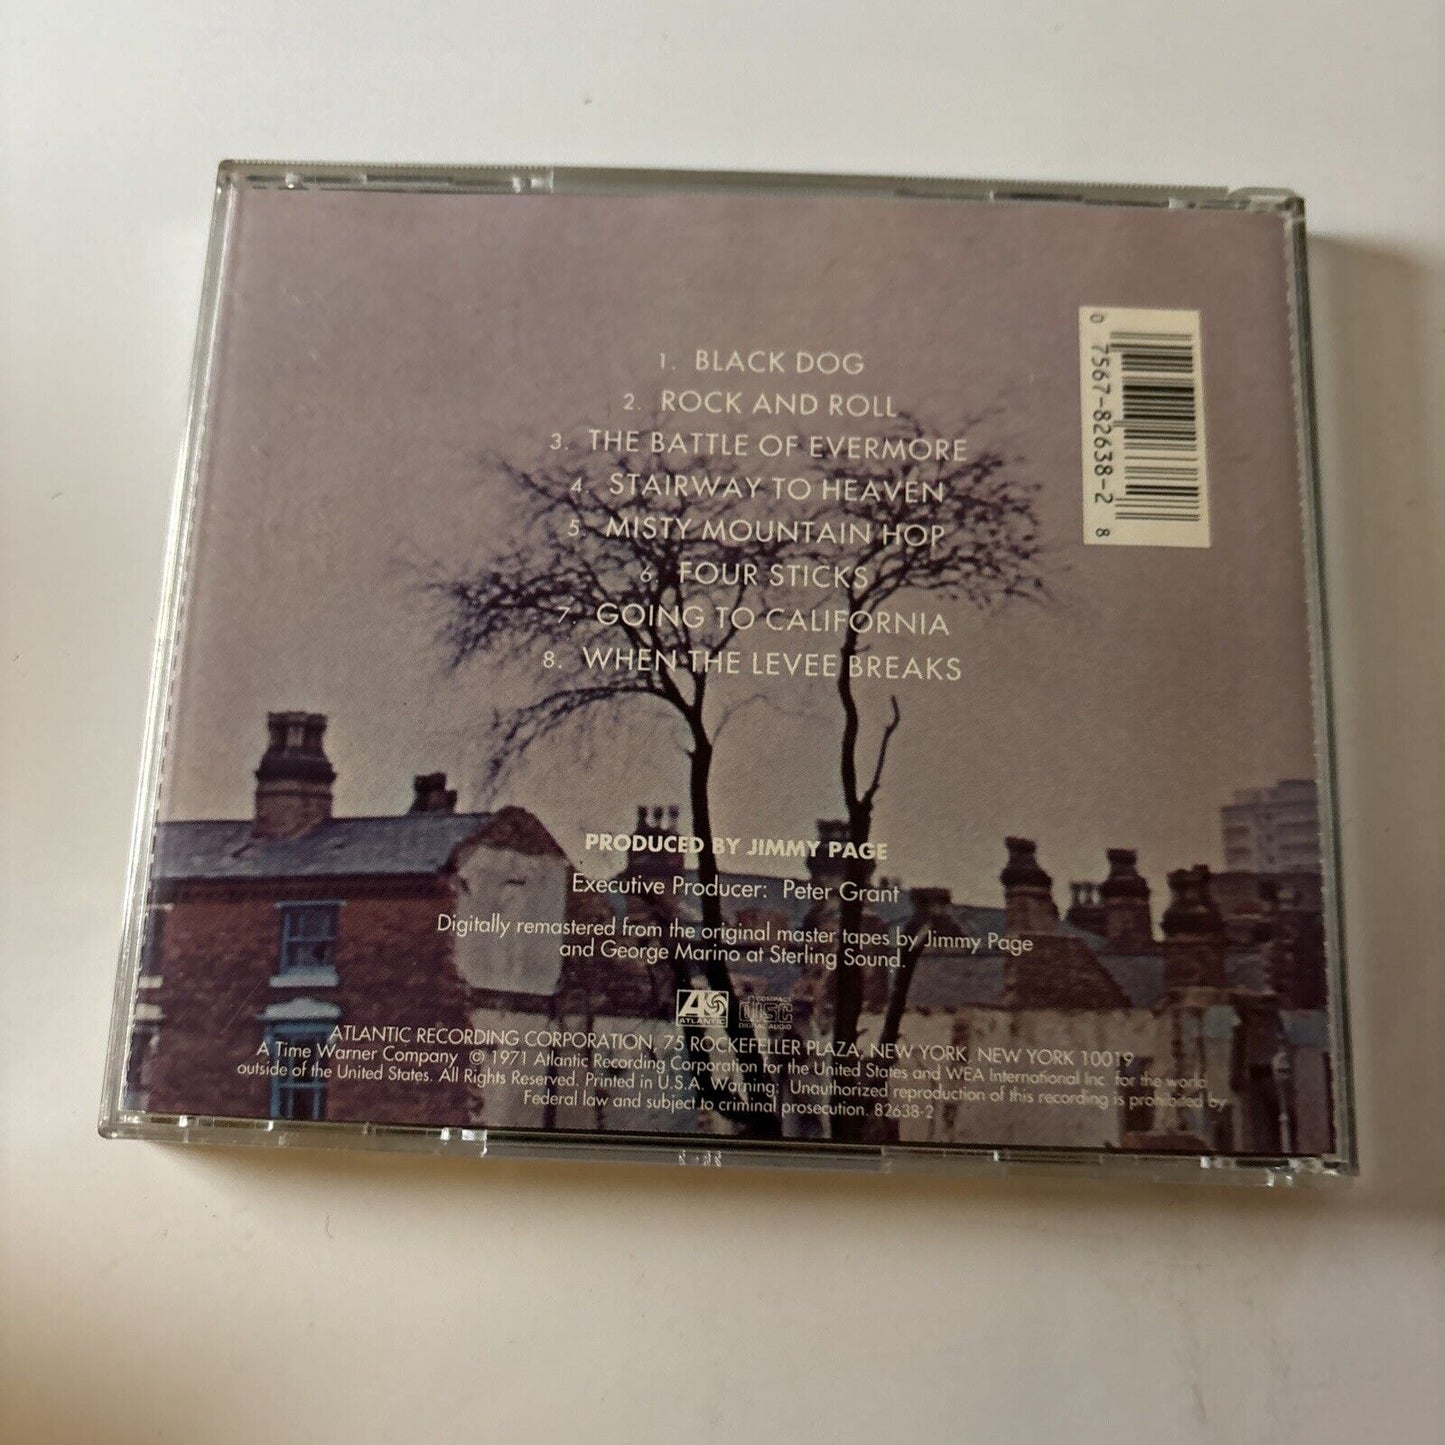 1. BLACK DOG
2. ROCK AND ROLL
3. THE BATTLE OF EVERMORE
4. STAIRWAY TO HEAVEN
5. MISTY MOUNTAIN HOP
6. FOUR STICKS
7. GOING TO CALIFORNIA
8. WHEN THE LEVEE BREAKS
0 7567-82638-2 8
PRODUCED BY JIMMY PAGE
Executive Producer: Peter Grant
Digitally remastered from the original master tapes by Jimmy Page
and George Marino at Sterling Sound.
ATLANTIC
COMPACT
DISC
DIGITAL AUDIO
ATLANTIC RECORDING CORPORATION, 75 ROCKEFELLER PLAZA, NEW YORK, NEW YORK 10019
A Time Warner Company © 1971 Atlantic Recording Corporation for the United States and WEA International Inc. for the world
outside of the United States. All Rights Reserved. Printed in U.S.A. Warning: Unauthorized reproduction of this recording is prohibited by
Federal law and subject to criminal prosecution. 82638-2